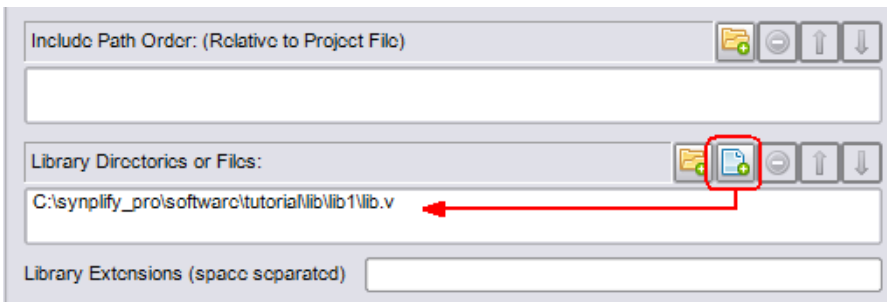 Include Path Order: (Relative to Project File)
Library Directories or Files:
C:\synplify_pro\software\tutorial\lib\lib1\lib.v
Library Extensions (space separated)